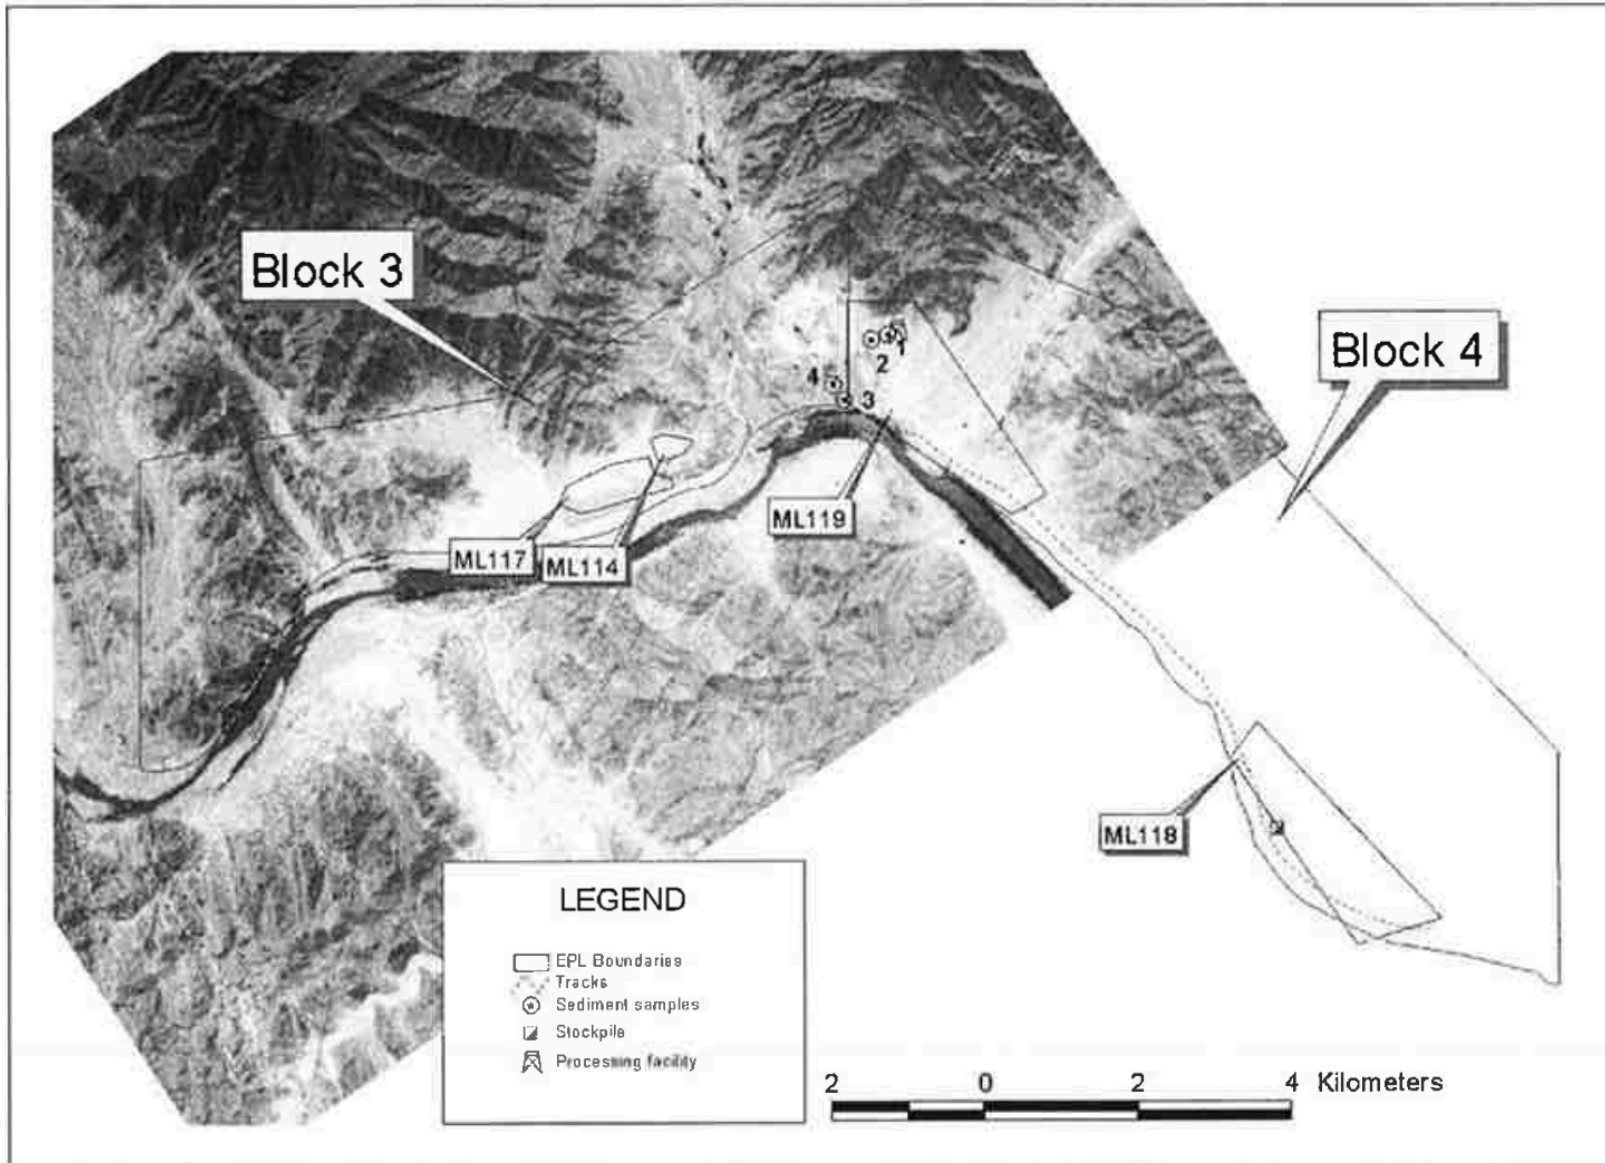 Block 3
Block 4
1
2
4
3
ML119
ML117
ML114
ML118
LEGEND
EPL Boundaries
Tracks
Sediment samples
Stockpile
Processing facility
2 0 2 4 Kilometers